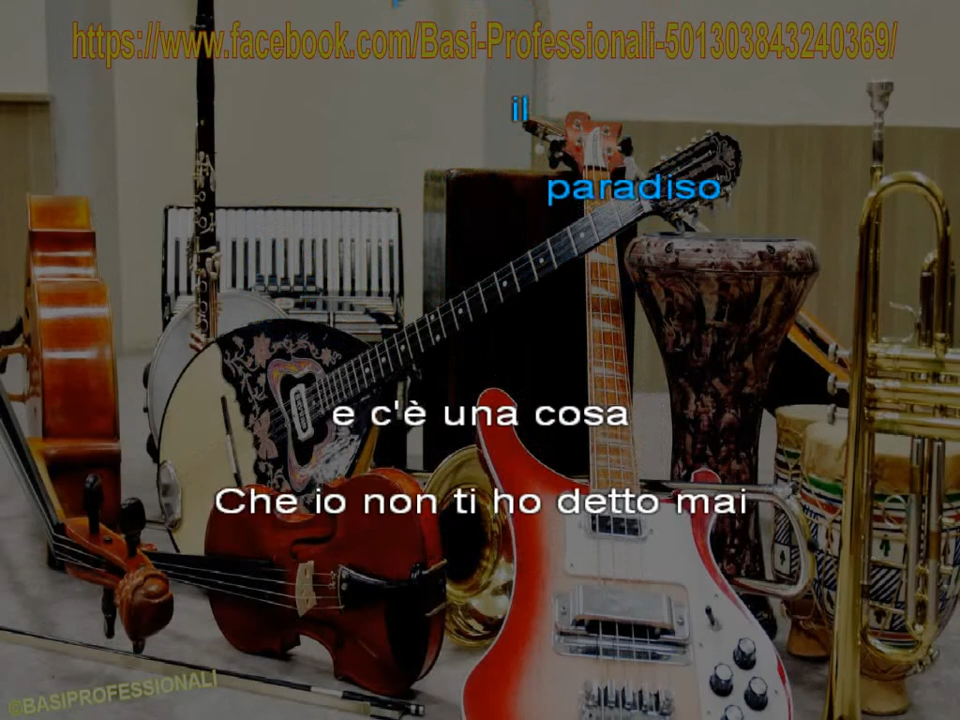 https://www.facebook.com/Basi-Professionali-501303843240369/
il
paradiso
e c'è una cosa
Che io non ti ho detto mai
©BASIPROFESSIONALI